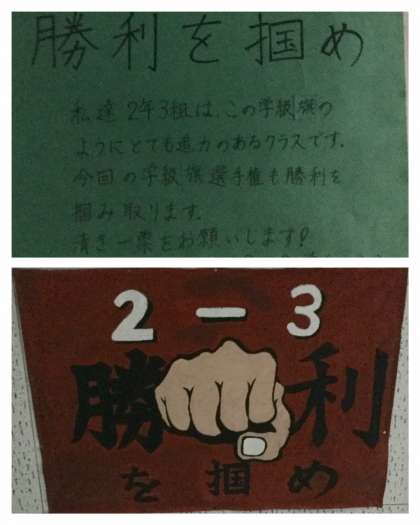 勝利を掴め
私達2年3組は、この学級旗の
ようにとても迫力のあるクラスです。
今回の学級旗選手権も勝利を
掴み取ります。
清き一票をお願いします!
2-3
勝利
を掴め